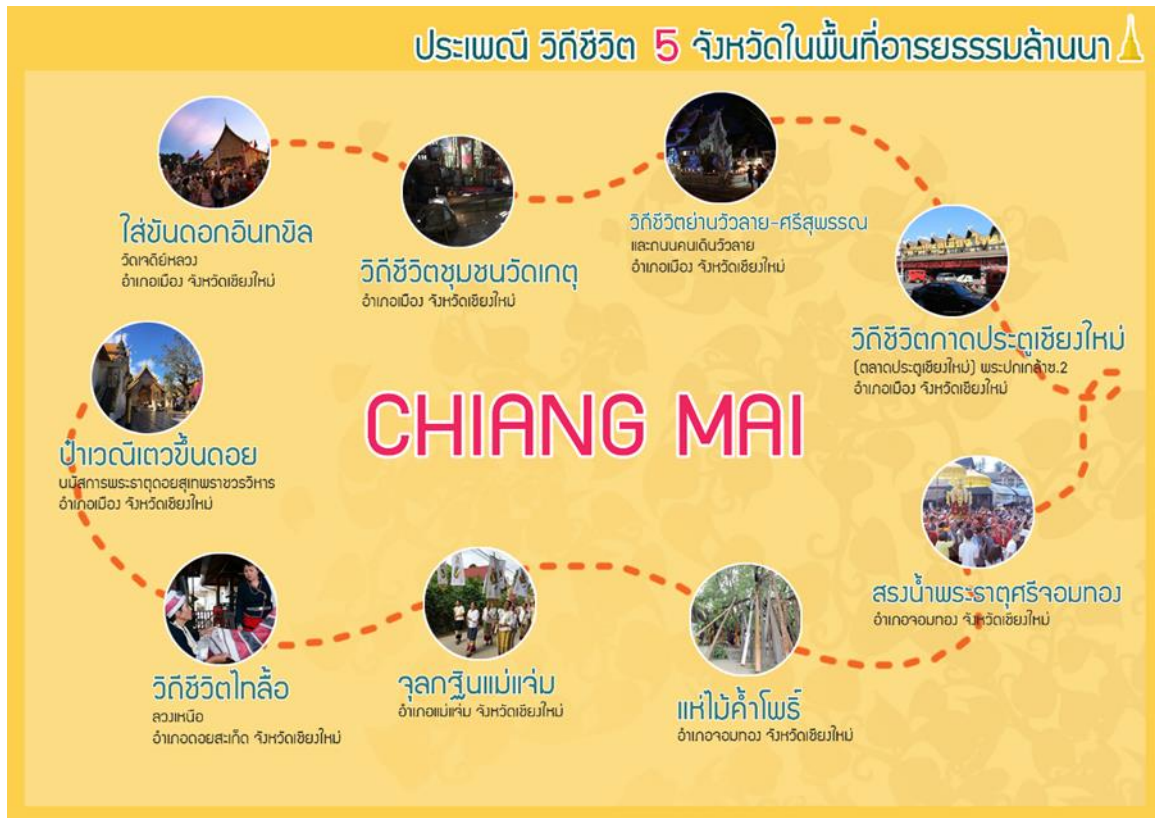 ประเพณี วิถีชีวิต 5 จังหวัดในพื้นที่อารยธรรมล้านนา
ใส่ขันดอกอินทขิล
วัดเจดีย์หลวง
อำเภอเมือง จังหวัดเชียงใหม่
วิถีชีวิตชุมชนวัดเกตุ
อำเภอเมือง จังหวัดเชียงใหม่
วิถีชีวิตย่านวัวลาย-ศรีสุพรรณ
และถนนคนเดินวัวลาย
อำเภอเมือง จังหวัดเชียงใหม่
วิถีชีวิตกาดประตูเชียงใหม่
(ตลาดประตูเชียงใหม่) พระปกเกล้าซ.2
อำเภอเมือง จังหวัดเชียงใหม่
CHIANG MAI
ป๋าเวณีเตวขึ้นดอย
นมัสการพระธาตุดอยสุเทพราชวรวิหาร
อำเภอเมือง จังหวัดเชียงใหม่
สรงน้ำพระธาตุศรีจอมทอง
อำเภอจอมทอง จังหวัดเชียงใหม่
วิถีชีวิตไทลื้อ
ลวงเหนือ
อำเภอดอยสะเก็ด จังหวัดเชียงใหม่
จุลกฐินแม่แจ่ม
อำเภอแม่แจ่ม จังหวัดเชียงใหม่
แห่ไม้ค้ำโพธิ์
อำเภอจอมทอง จังหวัดเชียงใหม่